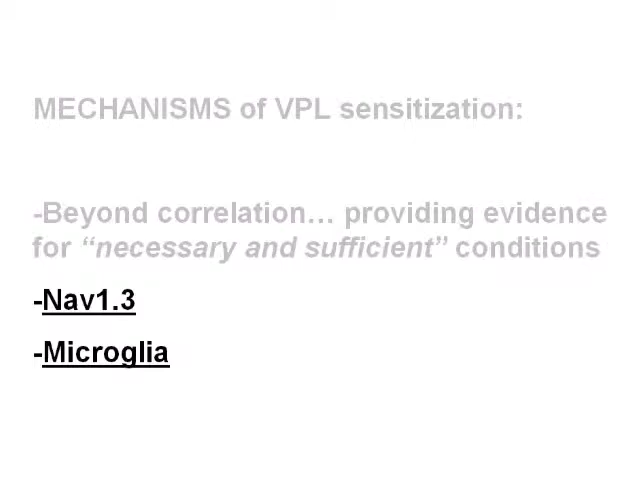 MECHANISMS of VPL sensitization:
-Beyond correlation… providing evidence
for “necessary and sufficient” conditions
-Nav1.3
-Microglia